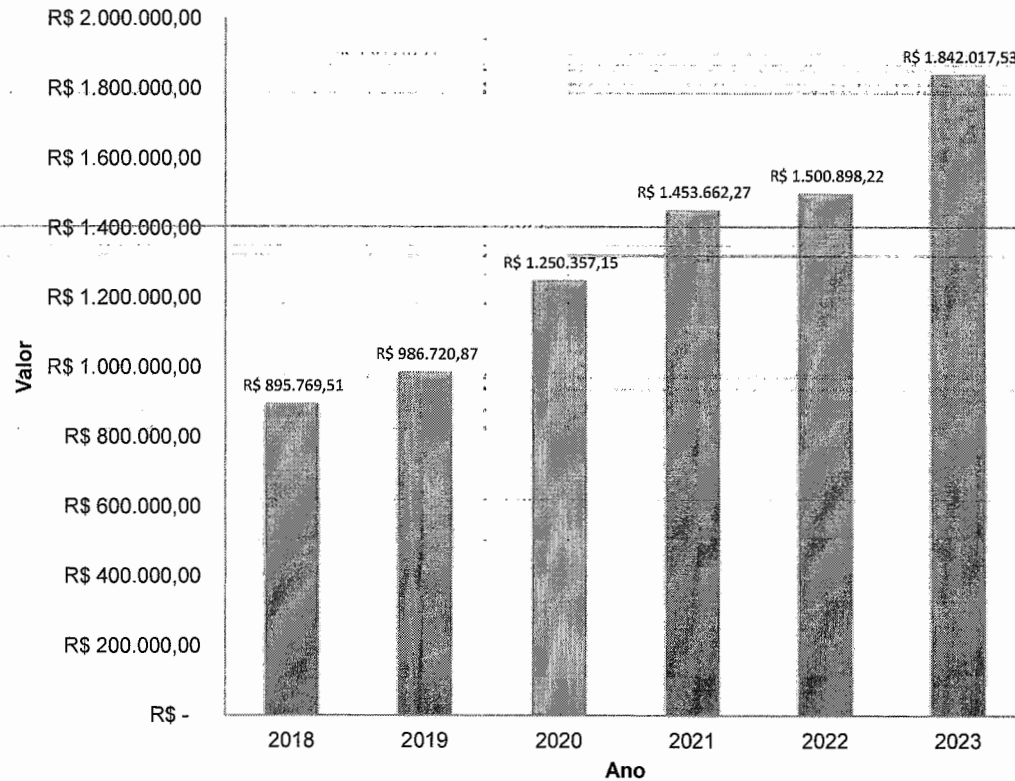 R$ 2.000.000,00
R$ 1.800.000,00
R$ 1.600.000,00
R$ 1.400.000,00
R$ 1.200.000,00
R$ 1.000.000,00
R$ 800.000,00
R$ 600.000,00
R$ 400.000,00
R$ 200.000,00
R$ -
Valor
R$ 895.769,51
R$ 986.720,87
R$ 1.250.357,15
R$ 1.453.662,27
R$ 1.500.898,22
R$ 1.842.017,53
2018 2019 2020 2021 2022 2023
Ano